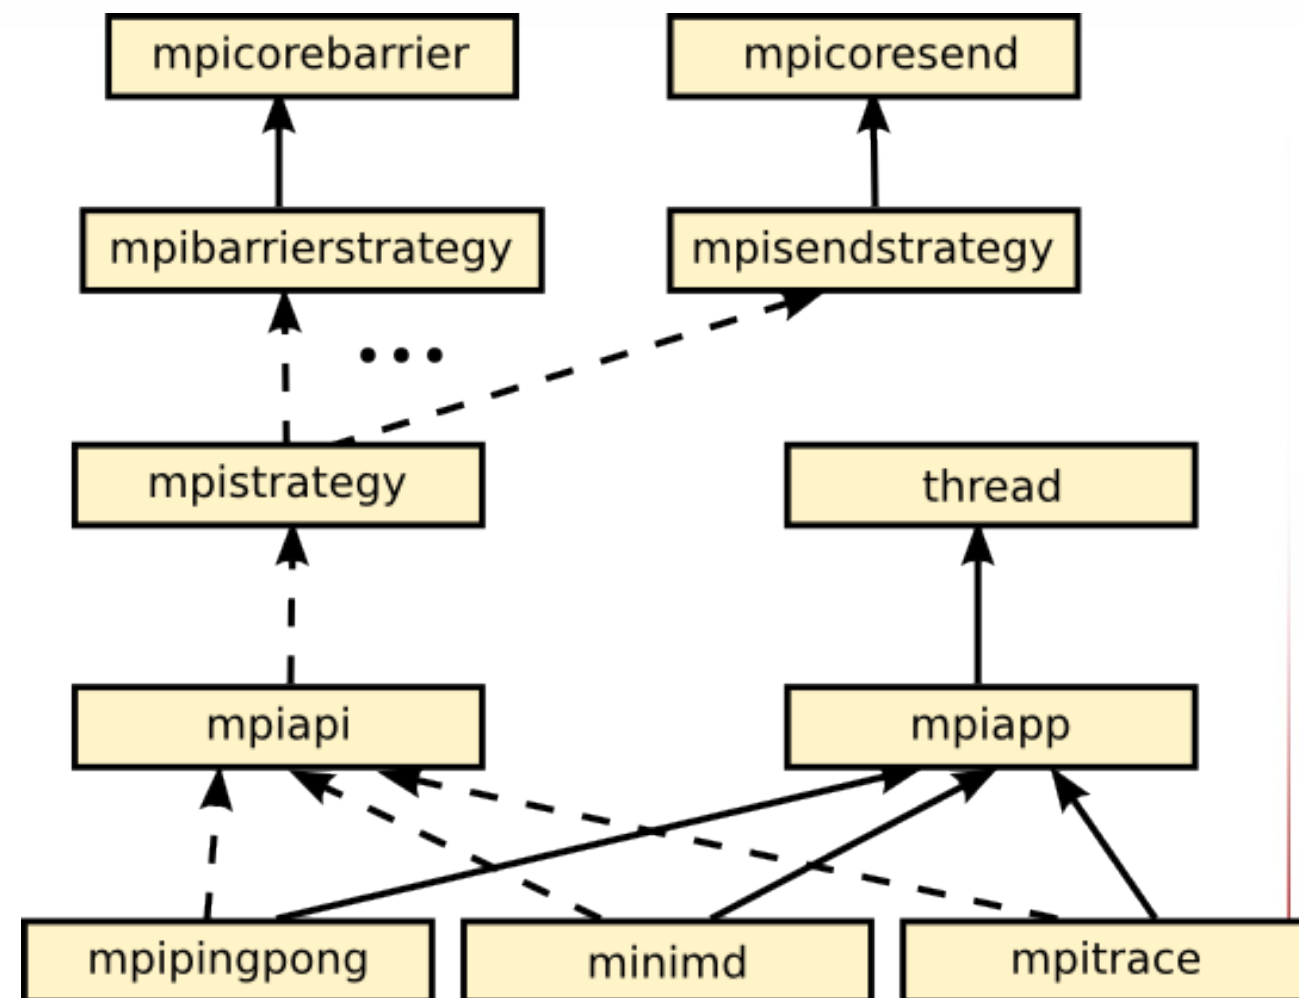 mpicorebarrier
mpicoresend
mpibarrierstrategy
mpisendstrategy
...
mpistrategy
thread
mpiapi
mpiapp
mpipingpong
minimd
mpitrace